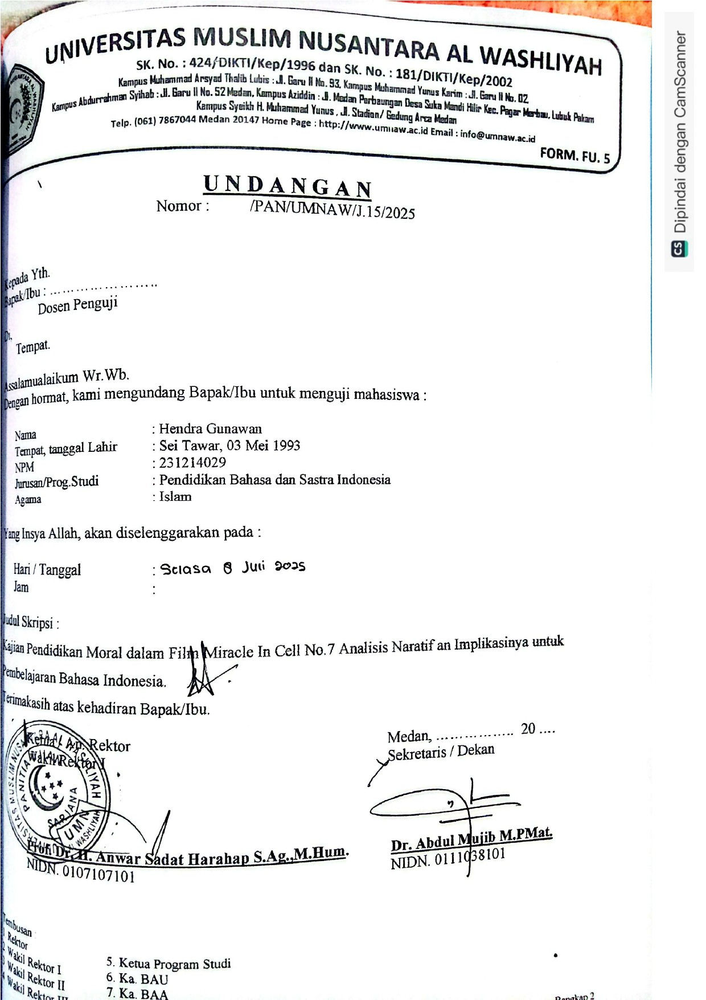 UNIVERSITAS MUSLIM NUSANTARA AL WASHLIYAH
SK. No. : 424/DIKTI/Kep/1996 dan SK. No. : 181/DIKTI/Kep/2002
Kampus Muhammad Arsyad Thalib Lubis : Jl. Garu II No. 93, Kampus Muhammad Yunus Karim : Jl. Garu II No. 02
Kampus Abdurrahman Syihab : Jl. Garu II No. 52 Medan, Kampus Aziddin : Jl. Medan Perbaungan Desa Suka Mandi Hilir Kec. Pagar Merbau, Lubuk Pakam
Kampus Syeikh H. Muhammad Yunus , Jl. Stadion/ Gedung Arca Medan
Telp. (061) 7867044 Medan 20147 Home Page : http://www.umnaw.ac.id Email : info@umnaw.ac.id
FORM. FU. 5
UNDANGAN
Nomor : /PAN/UMNAW/J.15/2025
Kepada Yth.
Bapak/Ibu : ........................
Dosen Penguji
Di,
Tempat.
Assalamualaikum Wr.Wb.
Dengan hormat, kami mengundang Bapak/Ibu untuk menguji mahasiswa :
Nama : Hendra Gunawan
Tempat, tanggal Lahir : Sei Tawar, 03 Mei 1993
NPM : 231214029
Jurusan/Prog.Studi : Pendidikan Bahasa dan Sastra Indonesia
Agama : Islam
Yang Insya Allah, akan diselenggarakan pada :
Hari / Tanggal : Selasa 8 Juli 2025
Jam :
Judul Skripsi :
Kajian Pendidikan Moral dalam Film Miracle In Cell No.7 Analisis Naratif an Implikasinya untuk
Pembelajaran Bahasa Indonesia.
Terimakasih atas kehadiran Bapak/Ibu.
Ketua / Ap. Rektor
Wakil Rektor I
Medan, ................ 20 ....
Sekretaris / Dekan
PANITIA UJIAN
SARJANA
UMN
AL WASHLIYAH
Prof. Dr. H. Anwar Sadat Harahap S.Ag.,M.Hum.
NIDN. 0107107101
Dr. Abdul Mujib M.PMat.
NIDN. 0111038101
Tembusan :
1 Rektor
2 Wakil Rektor I
3 Wakil Rektor II
4 Wakil Rektor III
5. Ketua Program Studi
6. Ka. BAU
7. Ka. BAA
Rangkap 2
CS Dipindai dengan CamScanner